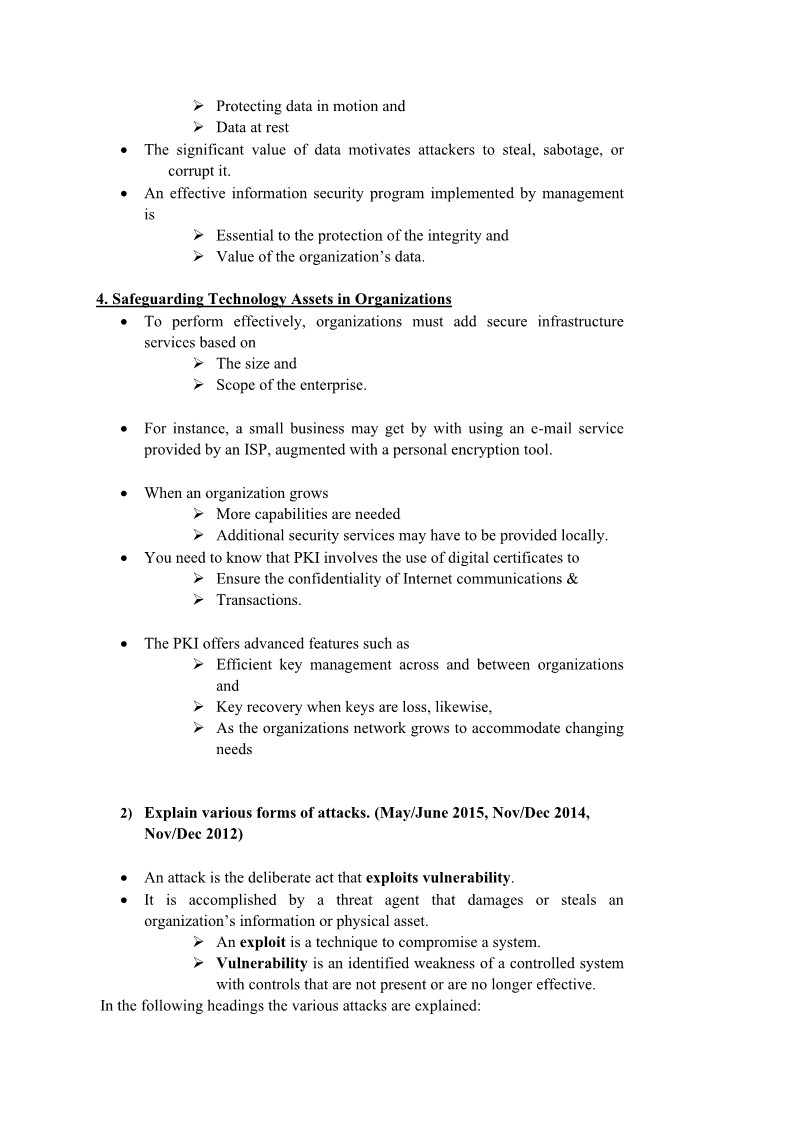 ➢ Protecting data in motion and
➢ Data at rest
• The significant value of data motivates attackers to steal, sabotage, or
corrupt it.
• An effective information security program implemented by management
is
➢ Essential to the protection of the integrity and
➢ Value of the organization’s data.
4. Safeguarding Technology Assets in Organizations
• To perform effectively, organizations must add secure infrastructure
services based on
➢ The size and
➢ Scope of the enterprise.
• For instance, a small business may get by with using an e-mail service
provided by an ISP, augmented with a personal encryption tool.
• When an organization grows
➢ More capabilities are needed
➢ Additional security services may have to be provided locally.
• You need to know that PKI involves the use of digital certificates to
➢ Ensure the confidentiality of Internet communications &
➢ Transactions.
• The PKI offers advanced features such as
➢ Efficient key management across and between organizations
and
➢ Key recovery when keys are loss, likewise,
➢ As the organizations network grows to accommodate changing
needs
2) Explain various forms of attacks. (May/June 2015, Nov/Dec 2014,
Nov/Dec 2012)
• An attack is the deliberate act that exploits vulnerability.
• It is accomplished by a threat agent that damages or steals an
organization’s information or physical asset.
➢ An exploit is a technique to compromise a system.
➢ Vulnerability is an identified weakness of a controlled system
with controls that are not present or are no longer effective.
In the following headings the various attacks are explained: